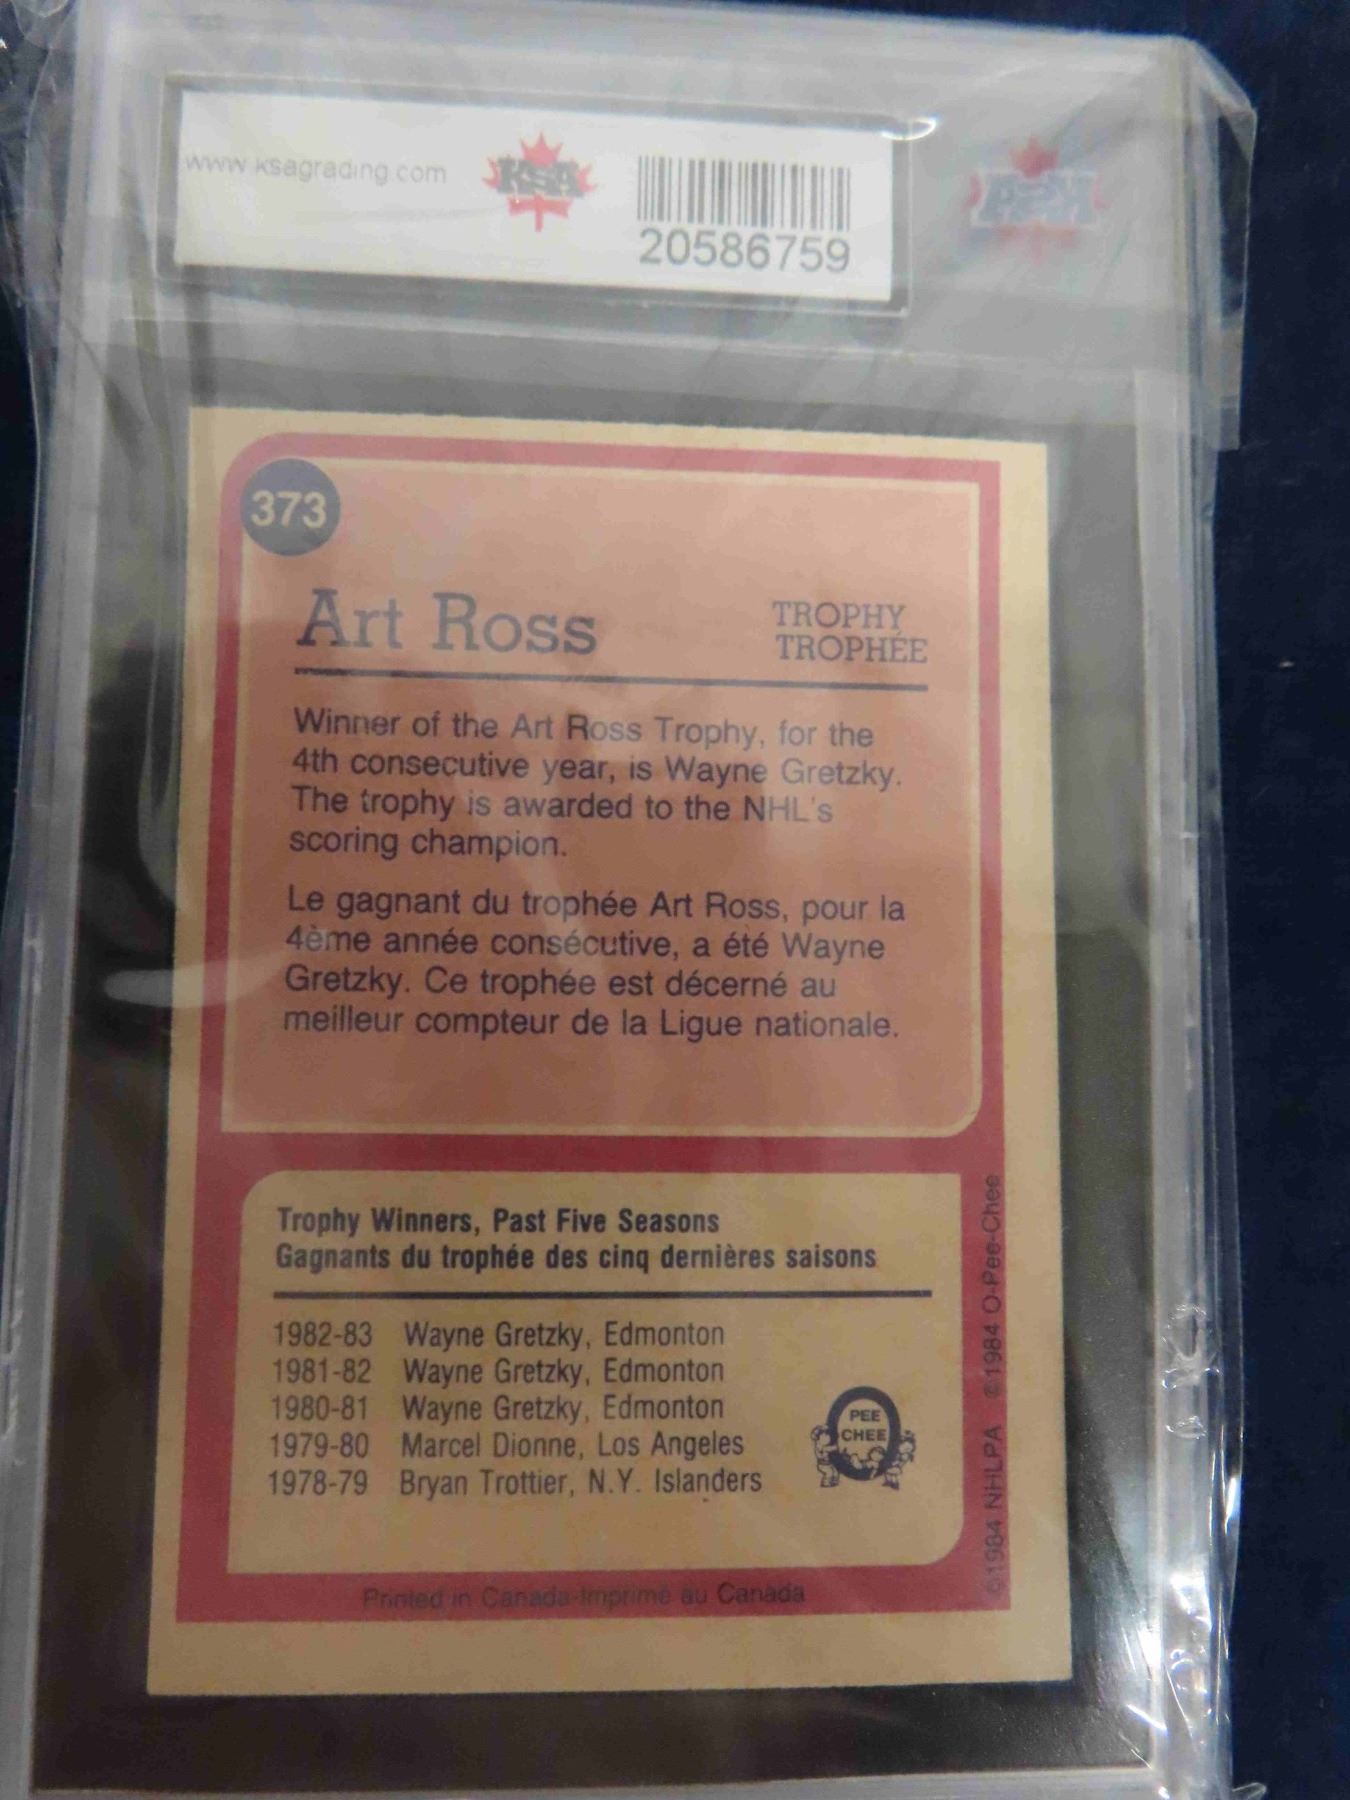 www.ksagrading.com
KSA
20586759
KSA
373
Art Ross
TROPHY
TROPHÉE
Winner of the Art Ross Trophy, for the
4th consecutive year, is Wayne Gretzky.
The trophy is awarded to the NHL's
scoring champion.
Le gagnant du trophée Art Ross, pour la
4ème année consécutive, a été Wayne
Gretzky. Ce trophée est décerné au
meilleur compteur de la Ligue nationale.
Trophy Winners, Past Five Seasons
Gagnants du trophée des cinq dernières saisons
1982-83 Wayne Gretzky, Edmonton
1981-82 Wayne Gretzky, Edmonton
1980-81 Wayne Gretzky, Edmonton
1979-80 Marcel Dionne, Los Angeles
1978-79 Bryan Trottier, N.Y. Islanders
O
PEE
CHEE
©1984 NHLPA ©1984 O-Pee-Chee
Printed in Canada-Imprimé au Canada